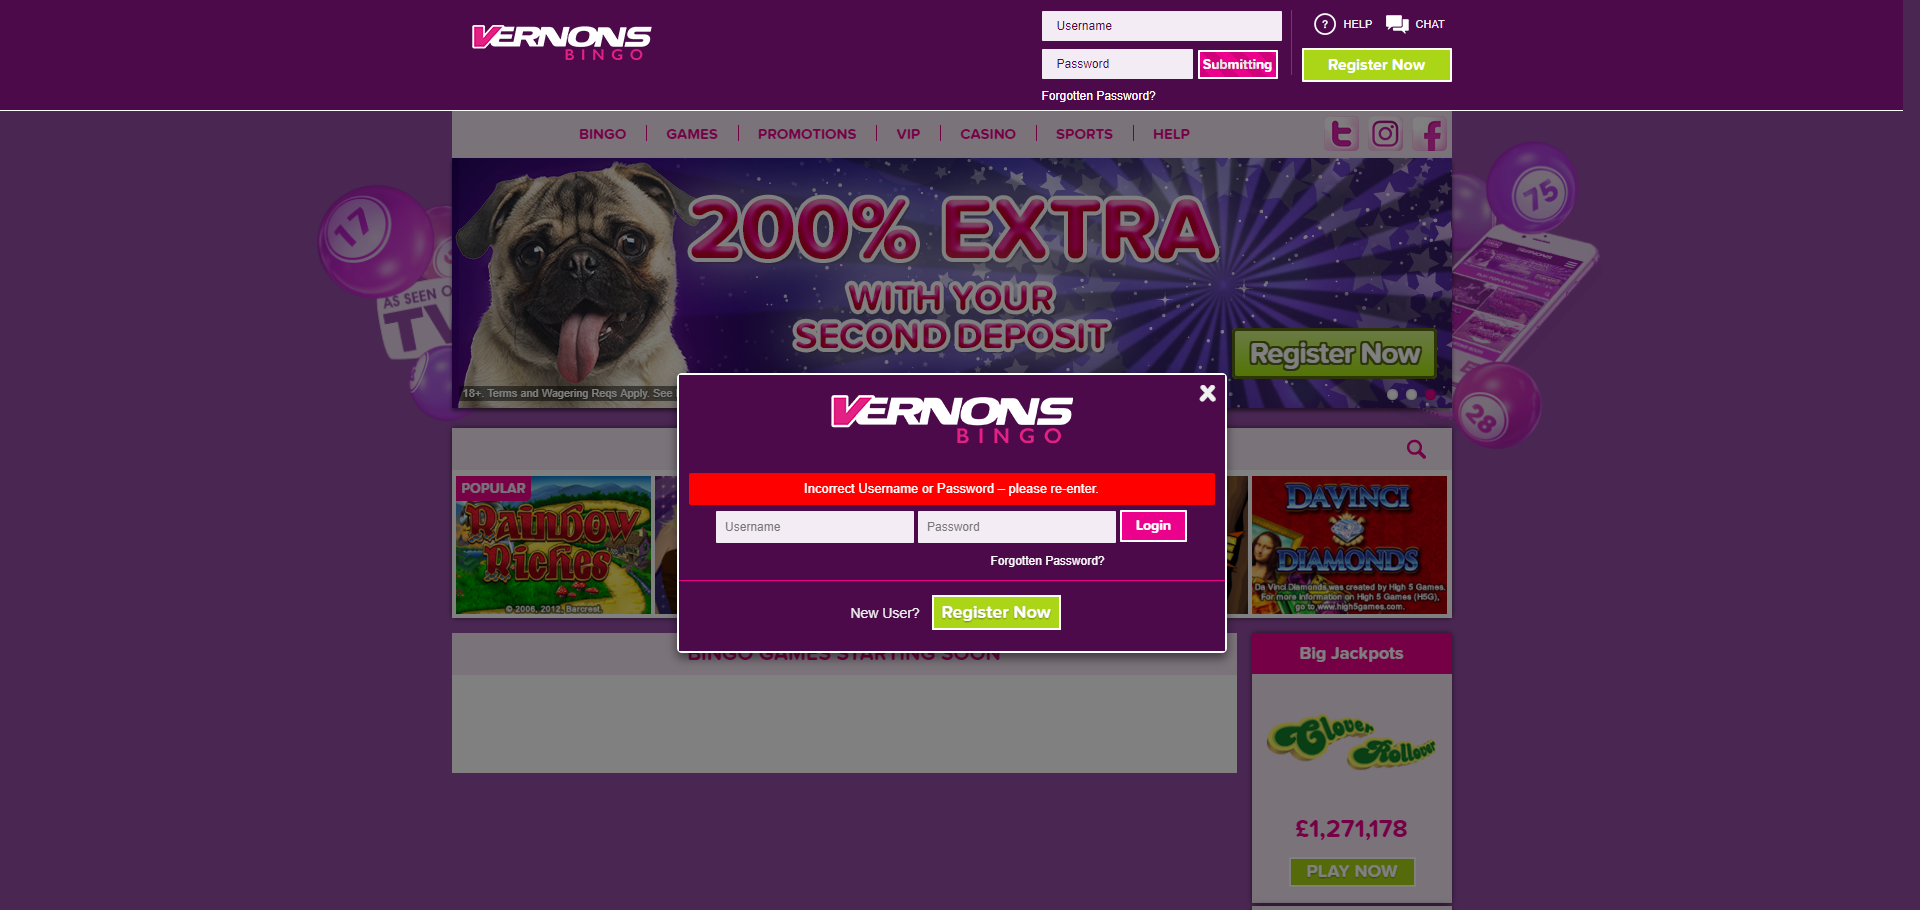 VERNONS
BINGO
Username
Password
Submitting
Forgotten Password?
? HELP
CHAT
Register Now
BINGO
GAMES
PROMOTIONS
VIP
CASINO
SPORTS
HELP
17
AS SEEN
TV
75
28
200% EXTRA
WITH YOUR
SECOND DEPOSIT
Register Now
18+. Terms and Wagering Reqs Apply. See
VERNONS
BINGO
Incorrect Username or Password – please re-enter.
Username
Password
Login
Forgotten Password?
New User?
Register Now
POPULAR
Rainbow
Riches
© 2006, 2012, Barcrest.
DAVINCI
DIAMONDS
Da Vinci Diamonds was created by High 5 Games.
For more information on High 5 Games (H5G),
go to www.high5games.com.
BINGO GAMES STARTING SOON
Big Jackpots
Clover
Rollover
£1,271,178
PLAY NOW